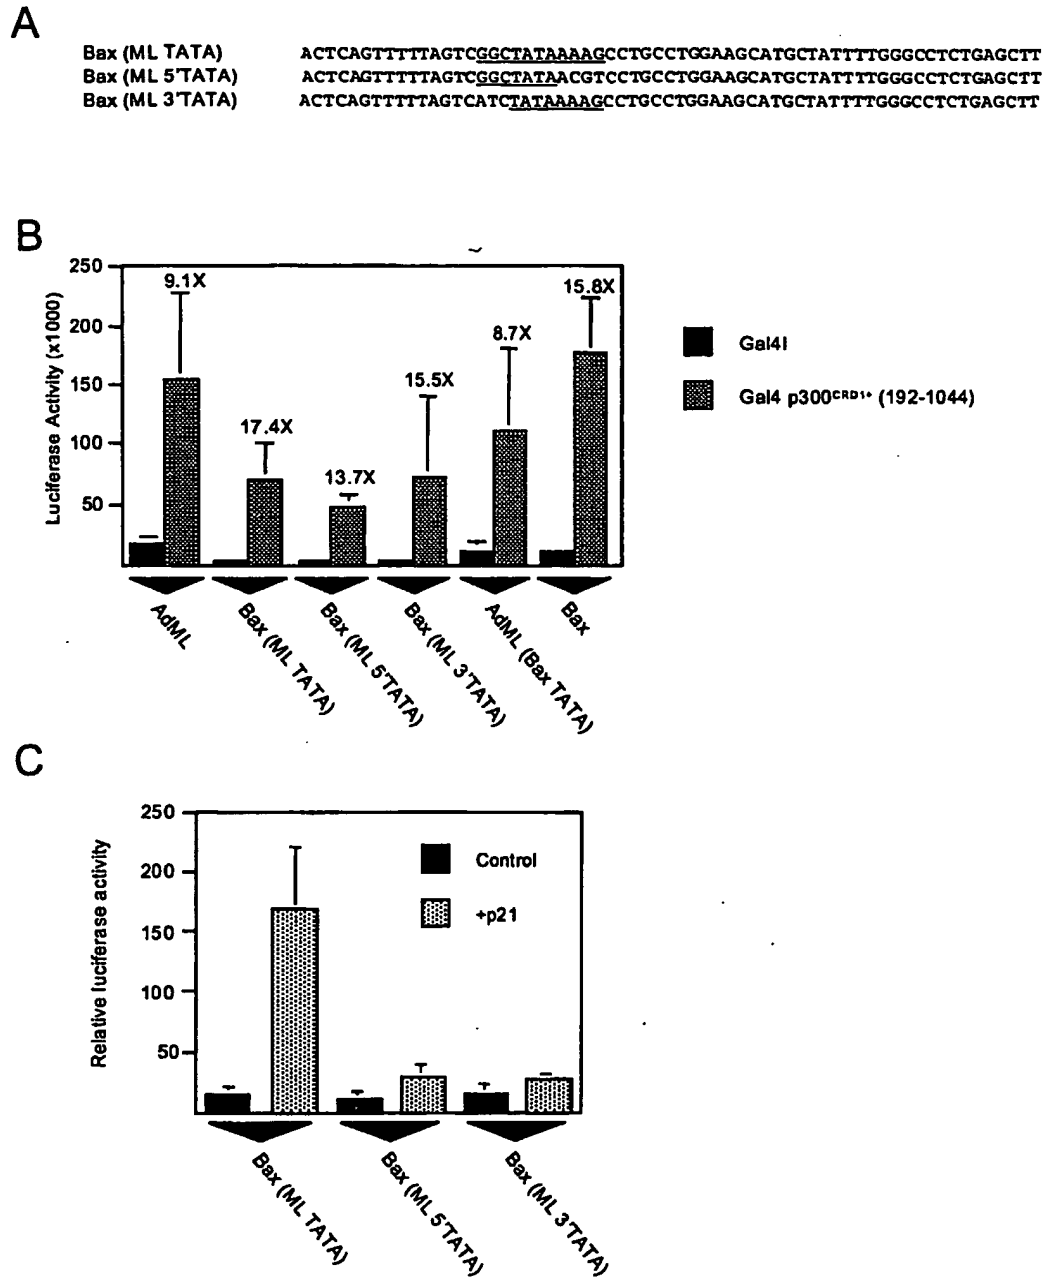 A
Bax (ML TATA) ACTCAGTTTTTAGTCGGCTATAAAAGCCTGCCTGGAAGCATGCTATTTTGGGCCTCTGAGCTT
Bax (ML 5'TATA) ACTCAGTTTTTAGTCGGCTATAACGTCCTGCCTGGAAGCATGCTATTTTGGGCCTCTGAGCTT
Bax (ML 3'TATA) ACTCAGTTTTTAGTCATCTATAAAAGCCTGCCTGGAAGCATGCTATTTTGGGCCTCTGAGCTT
B
Luciferase Activity (x1000)
250
200
150
100
50
9.1X
17.4X
13.7X
15.5X
8.7X
15.8X
Gal4I
Gal4 p300CRD1+ (192-1044)
AdML
Bax (ML TATA)
Bax (ML 5'TATA)
Bax (ML 3'TATA)
AdML (Bax TATA)
Bax
C
Relative luciferase activity
250
200
150
100
50
Control
+p21
Bax (ML TATA)
Bax (ML 5'TATA)
Bax (ML 3'TATA)